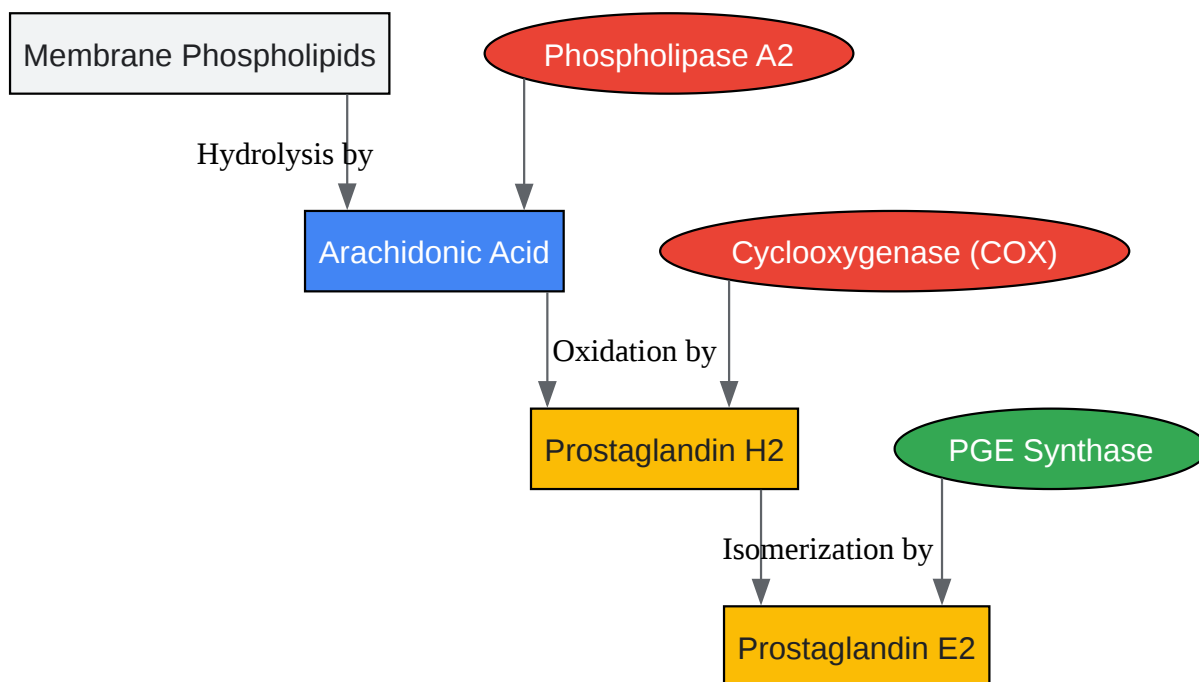 Membrane Phospholipids
Phospholipase A2
Hydrolysis by
Arachidonic Acid
Cyclooxygenase (COX)
Oxidation by
Prostaglandin H2
PGE Synthase
Isomerization by
Prostaglandin E2